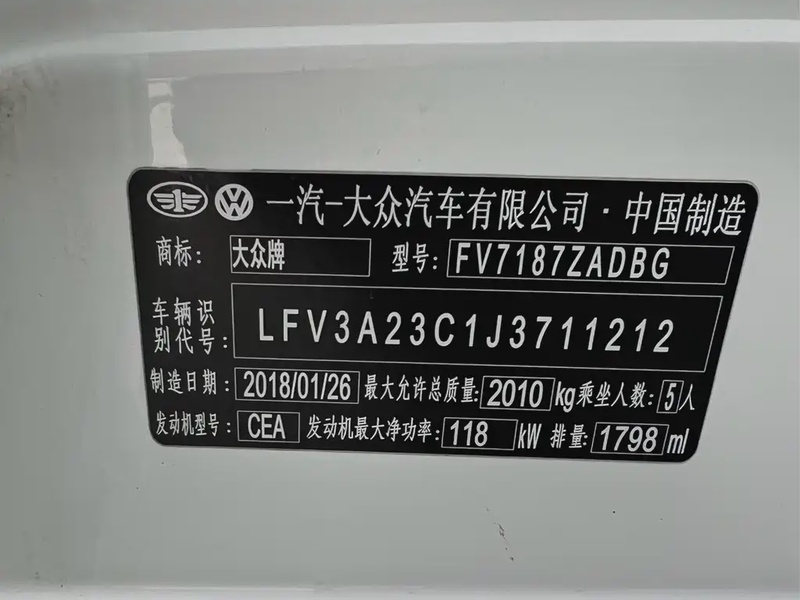 一汽-大众汽车有限公司·中国制造
商标: 大众牌 型号: FV7187ZADBG
车辆识别代号: LFV3A23C1J3711212
制造日期: 2018/01/26 最大允许总质量: 2010 kg 乘坐人数: 5 人
发动机型号: CEA 发动机最大净功率: 118 kW 排量: 1798 ml